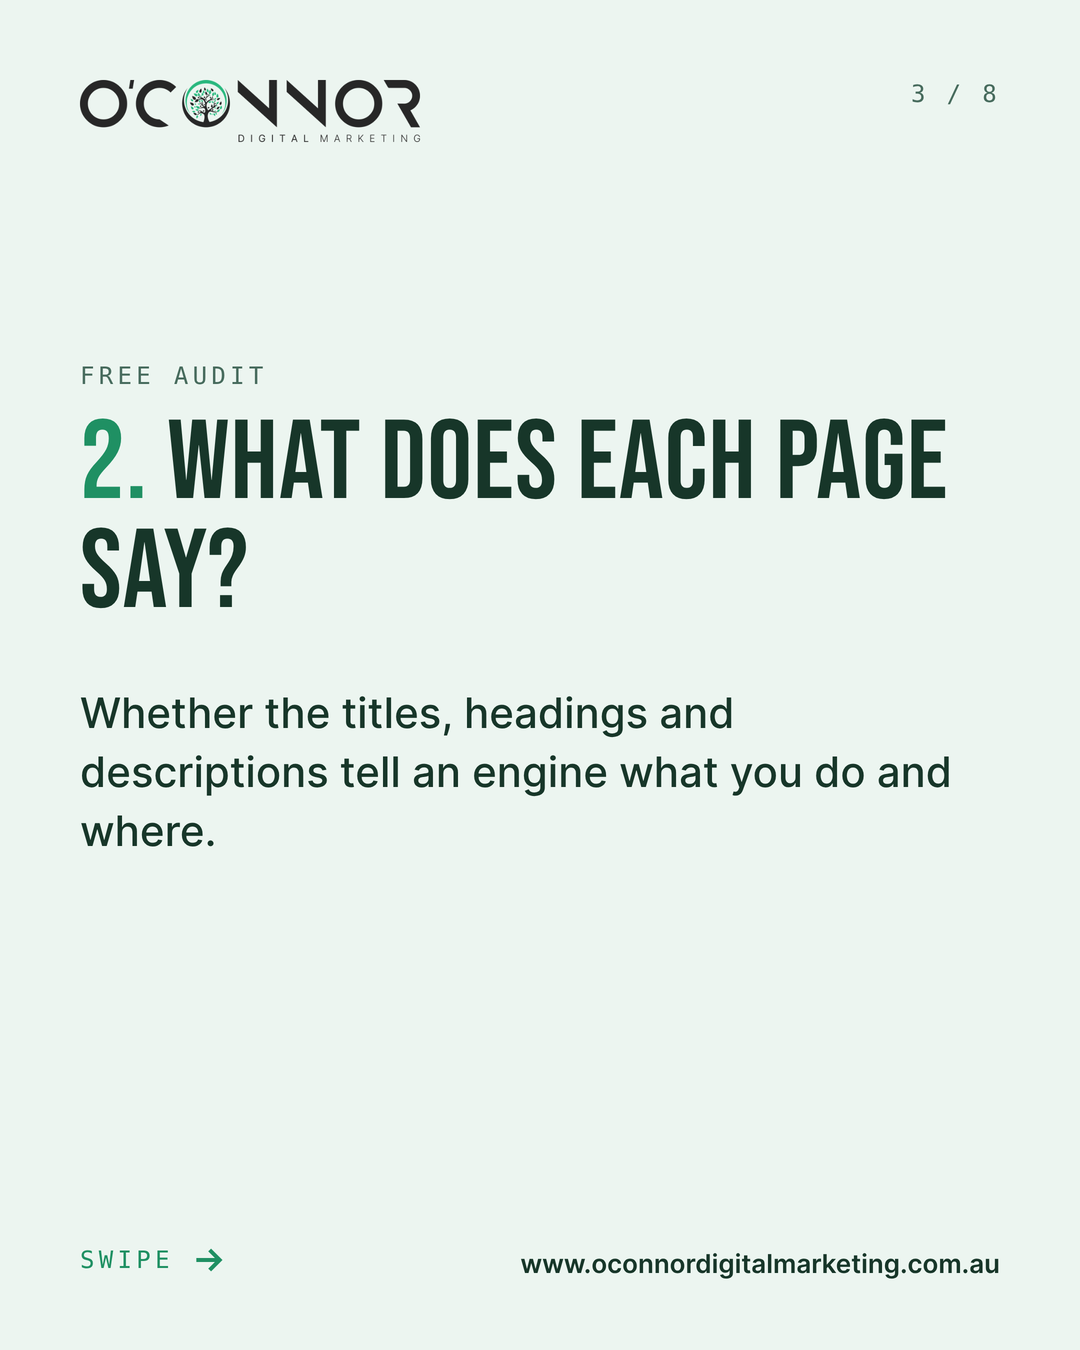 O'CONNOR
DIGITAL MARKETING
3 / 8
FREE AUDIT
2. WHAT DOES EACH PAGE
SAY?
Whether the titles, headings and
descriptions tell an engine what you do and
where.
SWIPE →
www.oconnordigitalmarketing.com.au